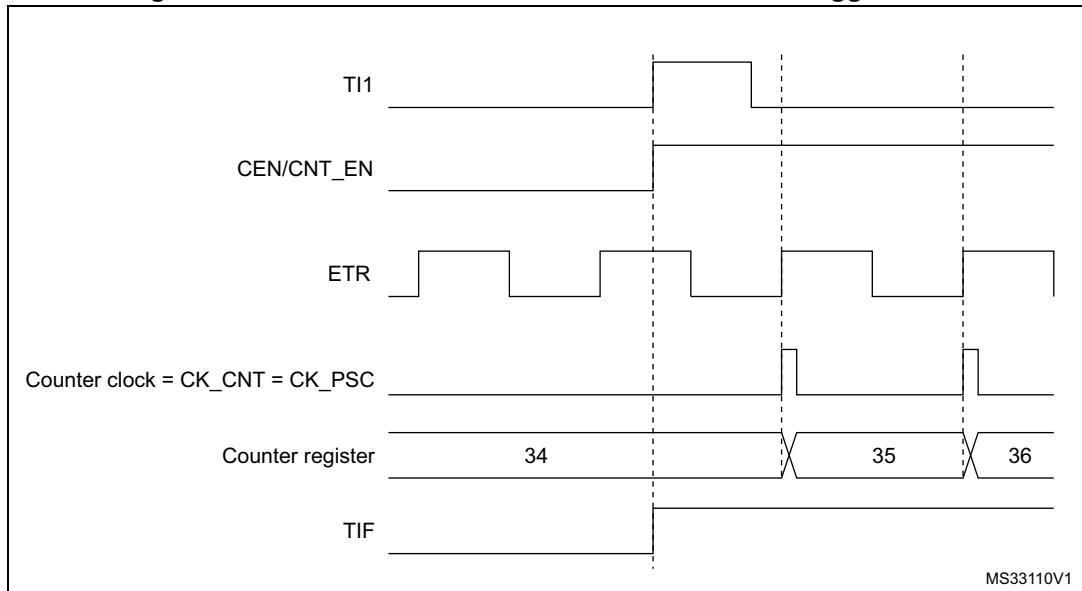 TI1
CEN/CNT_EN
ETR
Counter clock = CK_CNT = CK_PSC
Counter register 34 35 36
TIF
MS33110V1